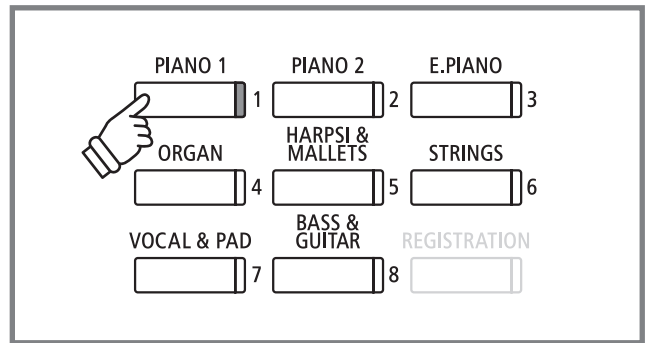 PIANO 1 PIANO 2 E.PIANO
1 2 3
ORGAN HARPSI &
MALLETS STRINGS
4 5 6
VOCAL & PAD BASS &
GUITAR REGISTRATION
7 8